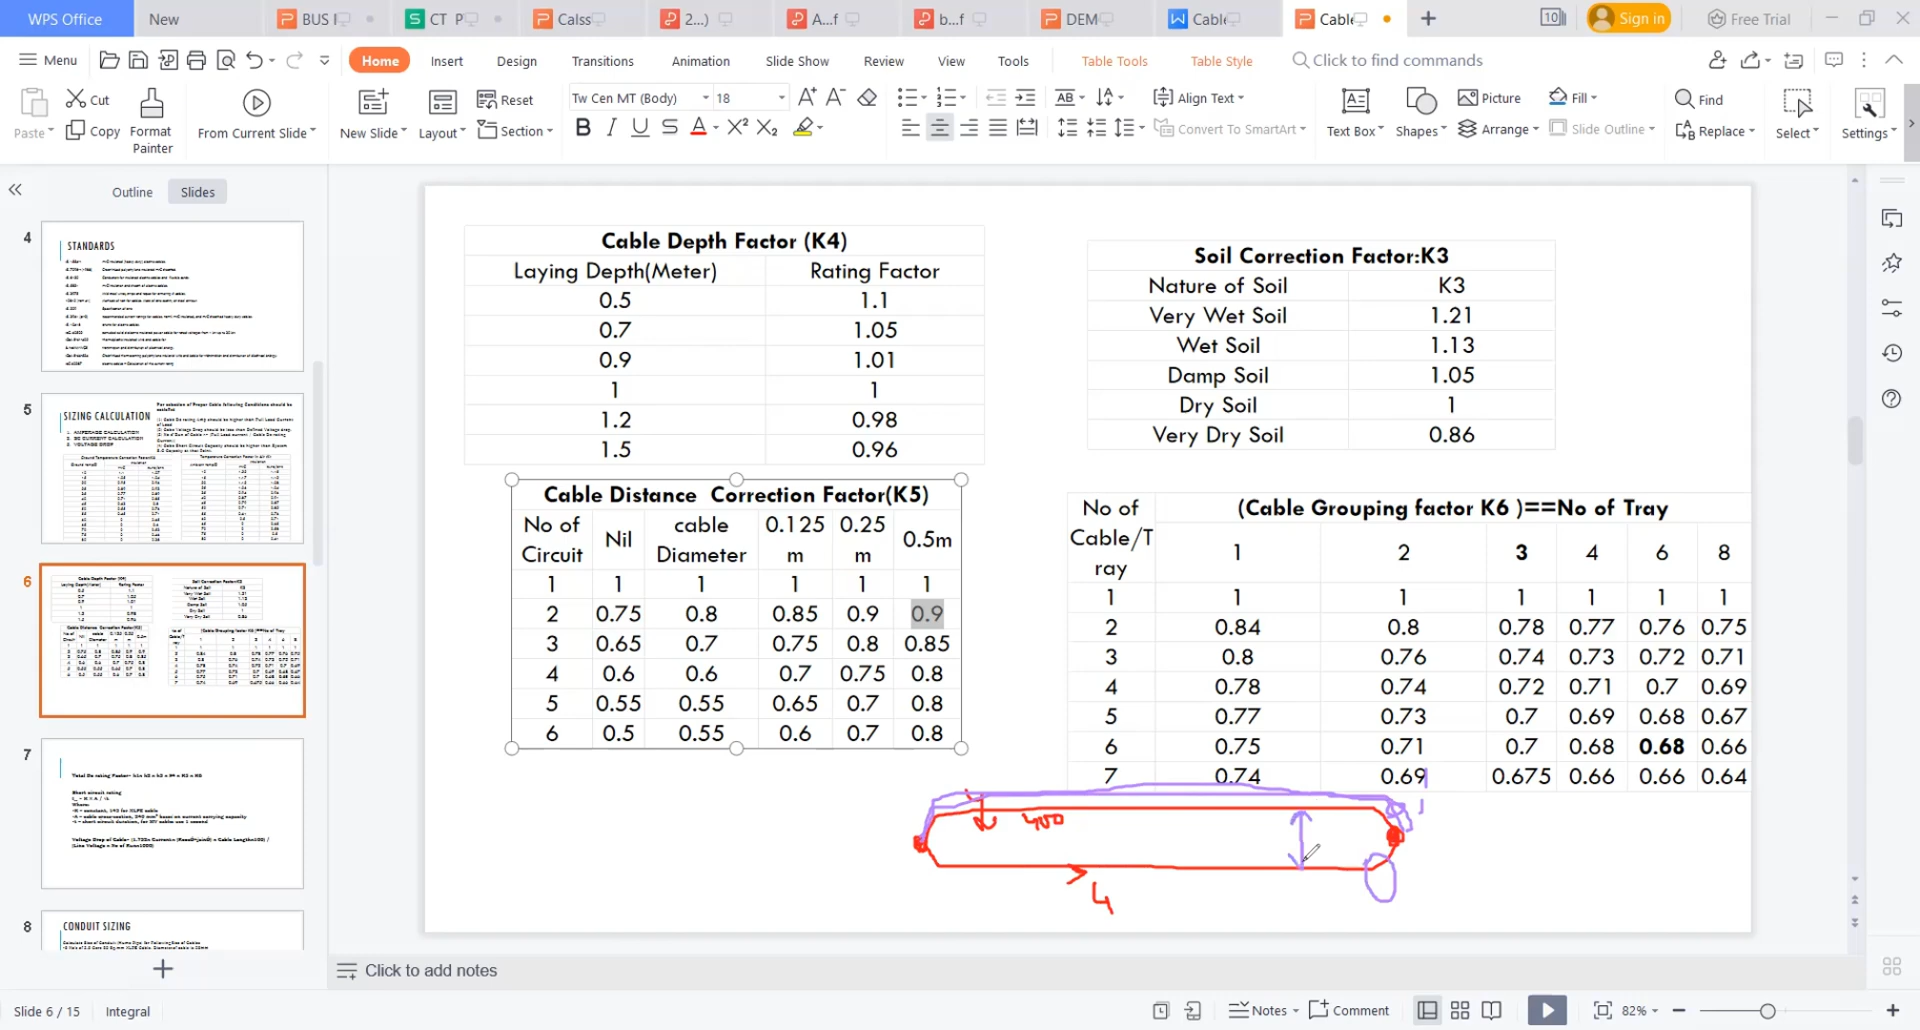 WPS Office
New
BUS I
CT P
Calss
2...)
A...f
b...f
DEM
Cable
Cable
10
Sign in
Free Trial
Menu
Home
Insert
Design
Transitions
Animation
Slide Show
Review
View
Tools
Table Tools
Table Style
Click to find commands
Paste
Cut
Copy
Format Painter
From Current Slide
New Slide
Layout
Reset
Section
Tw Cen MT (Body)
18
Align Text
Convert To SmartArt
Text Box
Shapes
Picture
Arrange
Fill
Slide Outline
Find
Replace
Select
Settings
Outline
Slides
4
STANDARDS
5
SIZING CALCULATION
6
7
8
CONDUIT SIZING
Cable Depth Factor (K4)
Laying Depth(Meter) Rating Factor
0.5 1.1
0.7 1.05
0.9 1.01
1 1
1.2 0.98
1.5 0.96
Soil Correction Factor:K3
Nature of Soil K3
Very Wet Soil 1.21
Wet Soil 1.13
Damp Soil 1.05
Dry Soil 1
Very Dry Soil 0.86
Cable Distance Correction Factor(K5)
No of Circuit Nil cable Diameter 0.125 m 0.25 m 0.5m
1 1 1 1 1 1
2 0.75 0.8 0.85 0.9 0.9
3 0.65 0.7 0.75 0.8 0.85
4 0.6 0.6 0.7 0.75 0.8
5 0.55 0.55 0.65 0.7 0.8
6 0.5 0.55 0.6 0.7 0.8
No of Cable/T ray (Cable Grouping factor K6 )==No of Tray
1 2 3 4 6 8
1 1 1 1 1 1 1
2 0.84 0.8 0.78 0.77 0.76 0.75
3 0.8 0.76 0.74 0.73 0.72 0.71
4 0.78 0.74 0.72 0.71 0.7 0.69
5 0.77 0.73 0.7 0.69 0.68 0.67
6 0.75 0.71 0.7 0.68 0.68 0.66
7 0.74 0.69 0.675 0.66 0.66 0.64
400
4
Click to add notes
Slide 6 / 15
Integral
Notes
Comment
82%